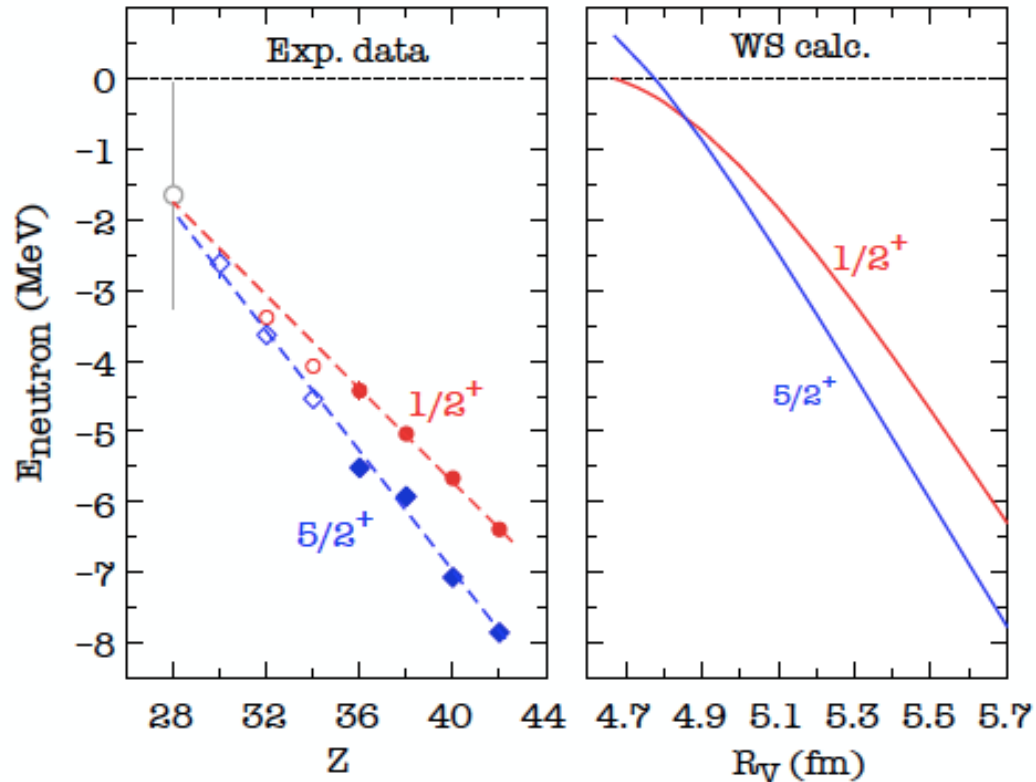 Exp. data
WS calc.
0
-1
-2
-3
-4
-5
-6
-7
-8
E_neutron (MeV)
1/2⁺
5/2⁺
1/2⁺
5/2⁺
28 32 36 40 44
4.7 4.9 5.1 5.3 5.5 5.7
Z
R_V (fm)